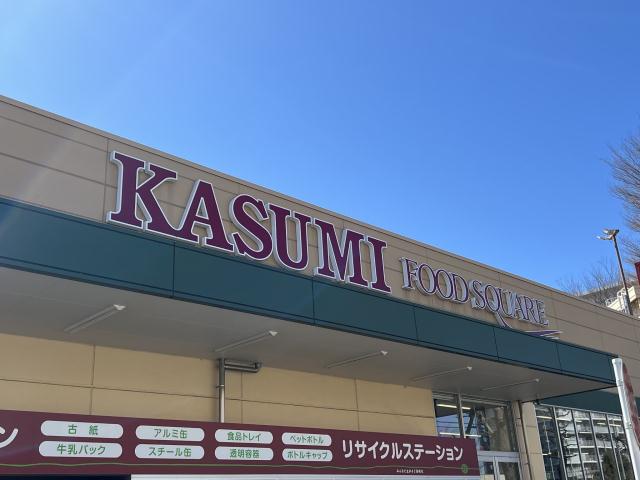 KASUMI FOOD SQUARE
ン
古紙 アルミ缶 食品トレイ ペットボトル
牛乳パック スチール缶 透明容器 ボトルキャップ
リサイクルステーション